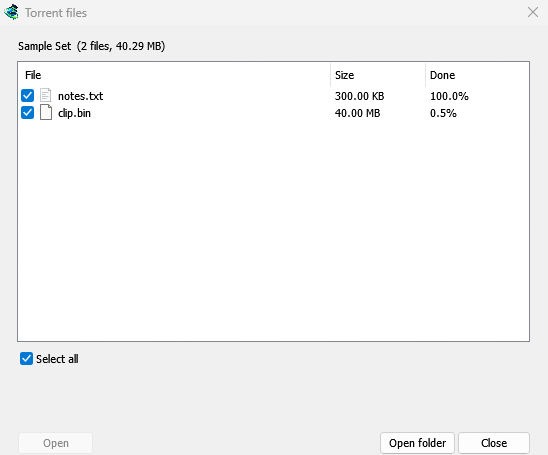 Torrent files
Sample Set (2 files, 40.29 MB)
File Size Done
notes.txt 300.00 KB 100.0%
clip.bin 40.00 MB 0.5%
Select all
Open Open folder Close